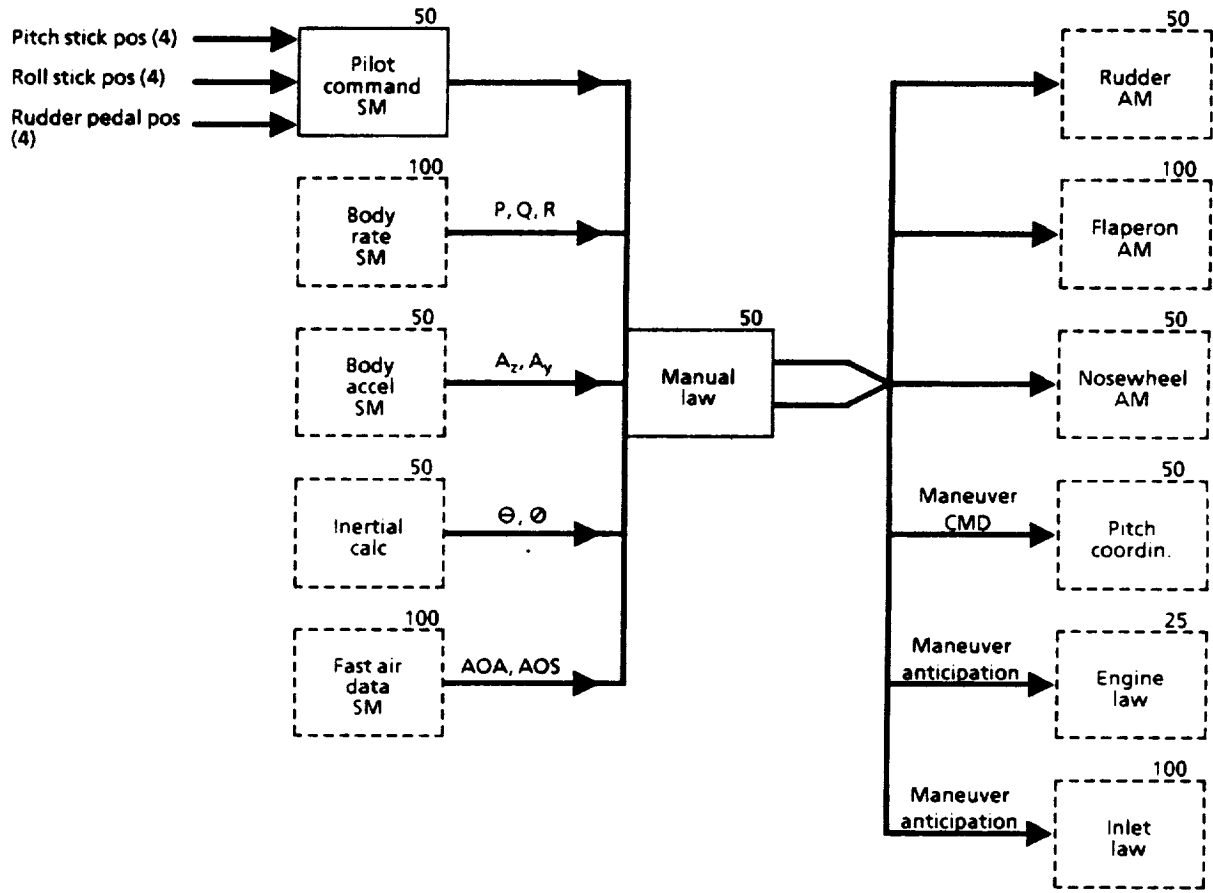 50
Pitch stick pos (4)
Roll stick pos (4)
Rudder pedal pos
(4)
Pilot
command
SM
100
Body
rate
SM
P, Q, R
50
Body
accel
SM
Az, Ay
50
Inertial
calc
Θ, Ø
100
Fast air
data
SM
AOA, AOS
50
Manual
law
50
Rudder
AM
100
Flaperon
AM
50
Nosewheel
AM
Maneuver
CMD
50
Pitch
coordin.
Maneuver
anticipation
25
Engine
law
Maneuver
anticipation
100
Inlet
law